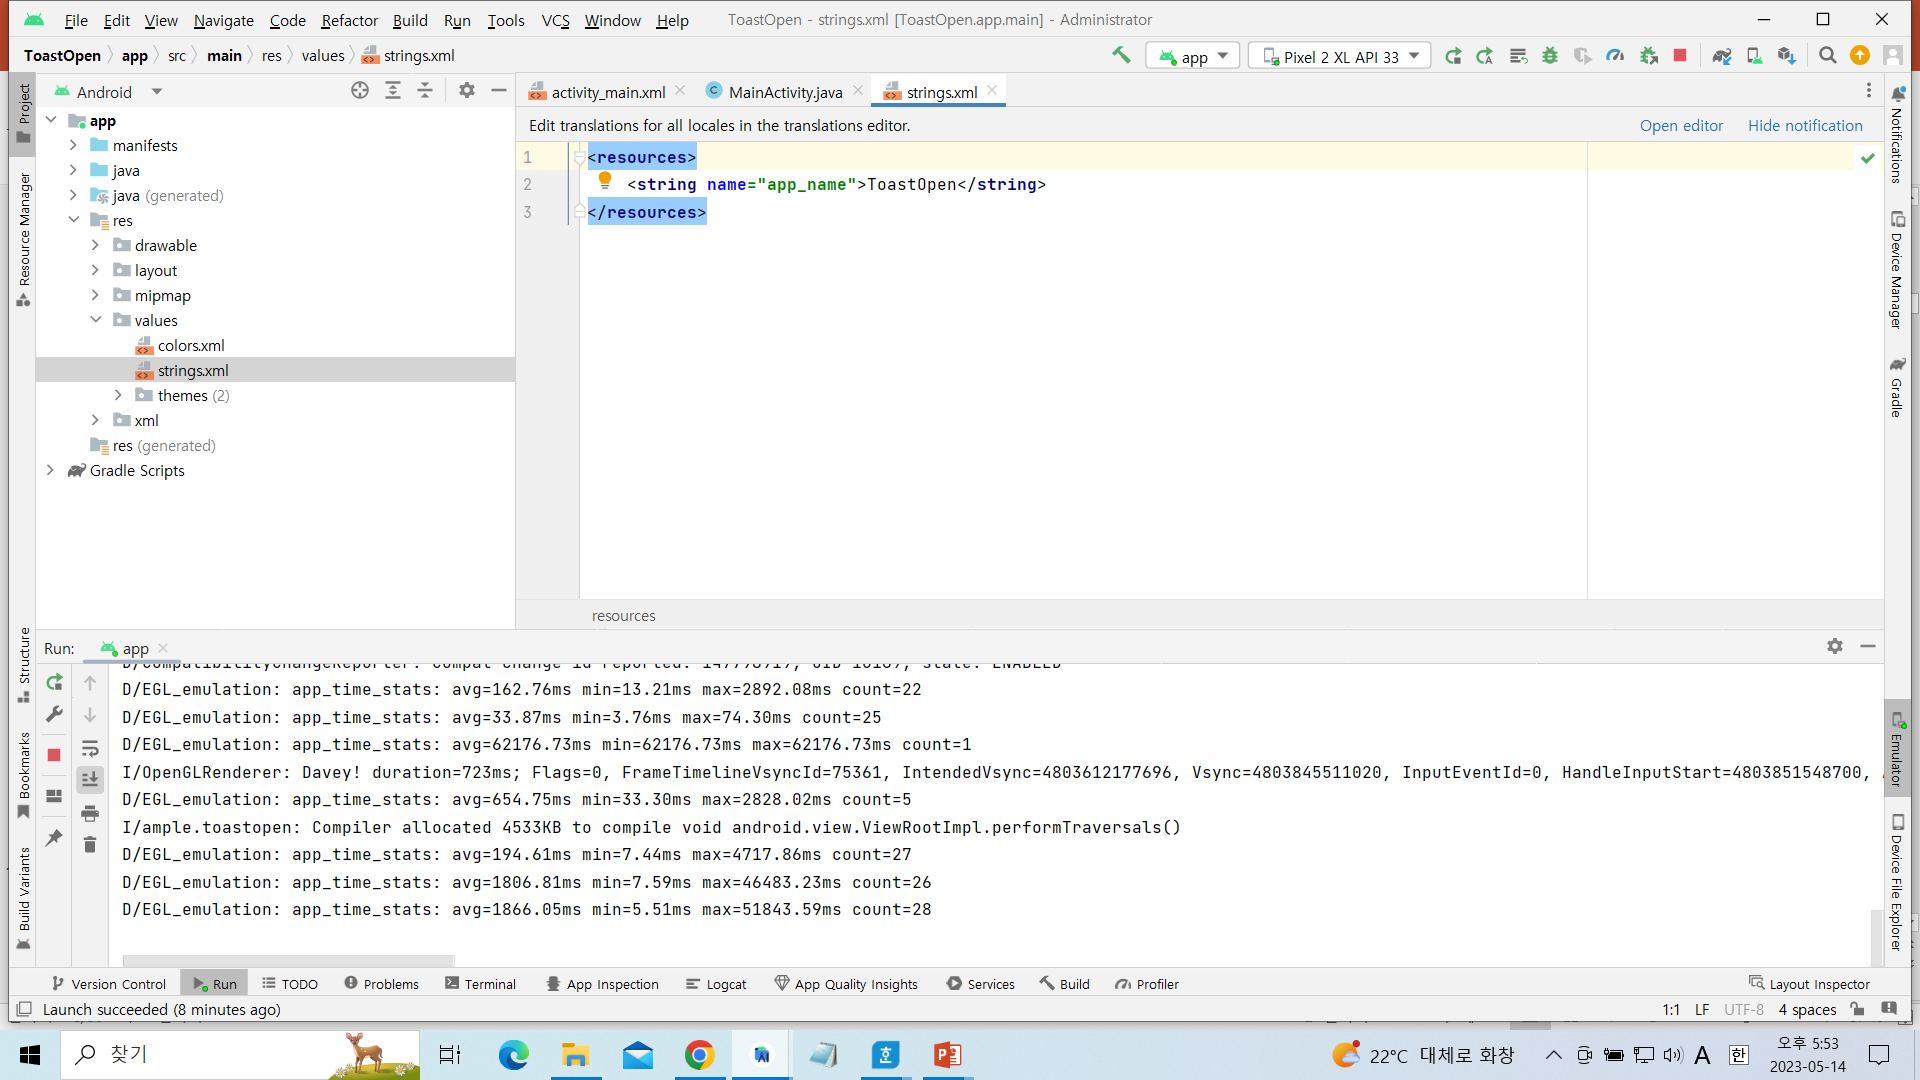 File Edit View Navigate Code Refactor Build Run Tools VCS Window Help ToastOpen - strings.xml [ToastOpen.app.main] - Administrator
ToastOpen app src main res values strings.xml app Pixel 2 XL API 33
Project
Resource Manager
Structure
Bookmarks
Build Variants
Android
app
manifests
java
java (generated)
res
drawable
layout
mipmap
values
colors.xml
strings.xml
themes (2)
xml
res (generated)
Gradle Scripts
activity_main.xml MainActivity.java strings.xml
Edit translations for all locales in the translations editor. Open editor Hide notification
1 <resources>
2 <string name="app_name">ToastOpen</string>
3 </resources>
resources
Notifications
Device Manager
Gradle
Emulator
Device File Explorer
Run: app
D/CompatibilityChangeReporter: Compat change id reported: 147798919; UID 10167; state: ENABLED
D/EGL_emulation: app_time_stats: avg=162.76ms min=13.21ms max=2892.08ms count=22
D/EGL_emulation: app_time_stats: avg=33.87ms min=3.76ms max=74.30ms count=25
D/EGL_emulation: app_time_stats: avg=62176.73ms min=62176.73ms max=62176.73ms count=1
I/OpenGLRenderer: Davey! duration=723ms; Flags=0, FrameTimelineVsyncId=75361, IntendedVsync=4803612177696, Vsync=4803845511020, InputEventId=0, HandleInputStart=4803851548700,
D/EGL_emulation: app_time_stats: avg=654.75ms min=33.30ms max=2828.02ms count=5
I/ample.toastopen: Compiler allocated 4533KB to compile void android.view.ViewRootImpl.performTraversals()
D/EGL_emulation: app_time_stats: avg=194.61ms min=7.44ms max=4717.86ms count=27
D/EGL_emulation: app_time_stats: avg=1806.81ms min=7.59ms max=46483.23ms count=26
D/EGL_emulation: app_time_stats: avg=1866.05ms min=5.51ms max=51843.59ms count=28
Version Control Run TODO Problems Terminal App Inspection Logcat App Quality Insights Services Build Profiler Layout Inspector
Launch succeeded (8 minutes ago) 1:1 LF UTF-8 4 spaces
찾기 22°C 대체로 화창 A 한 오후 5:53
2023-05-14